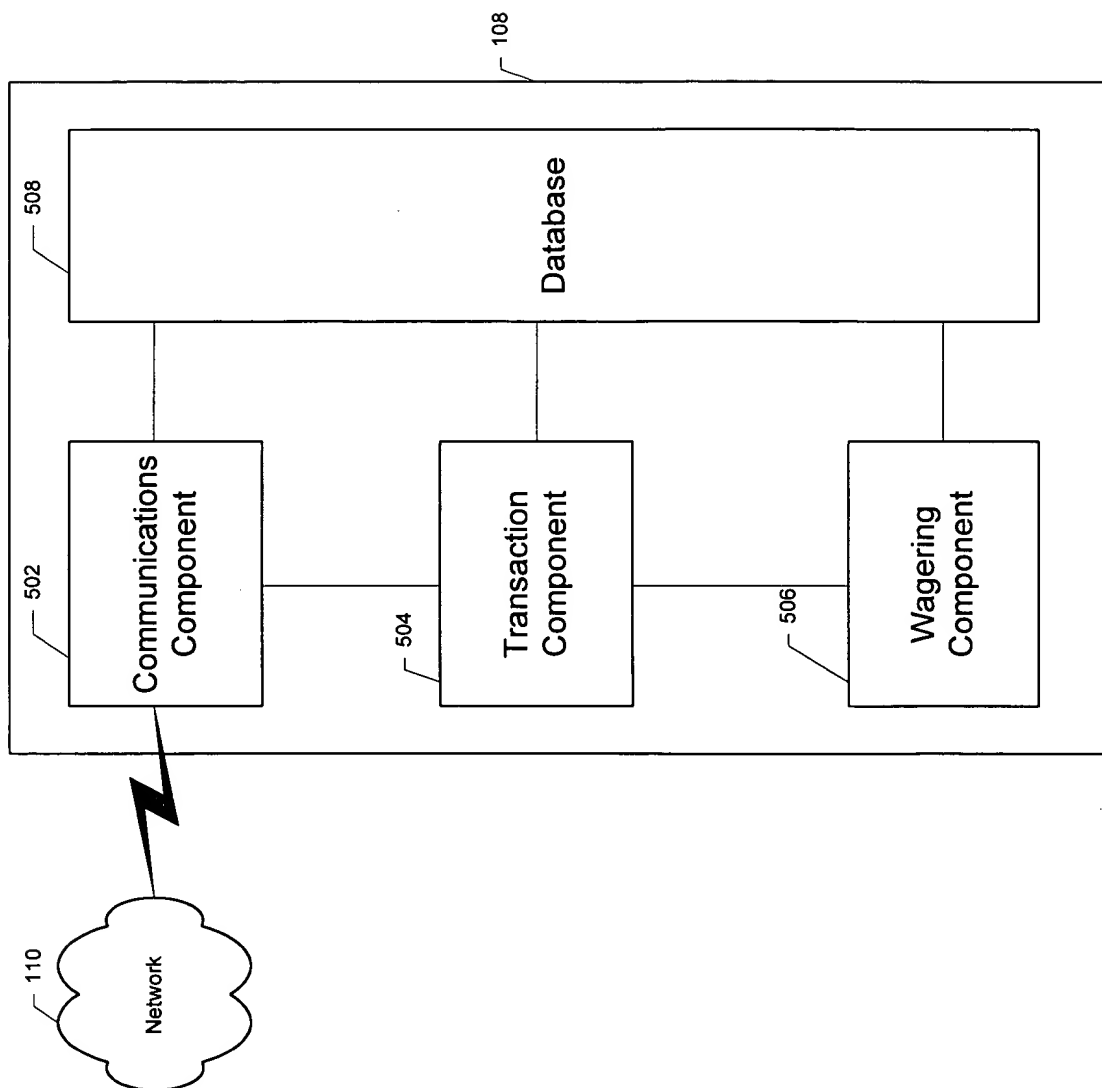 110
Network
502
Communications
Component
504
Transaction
Component
506
Wagering
Component
508
Database
108